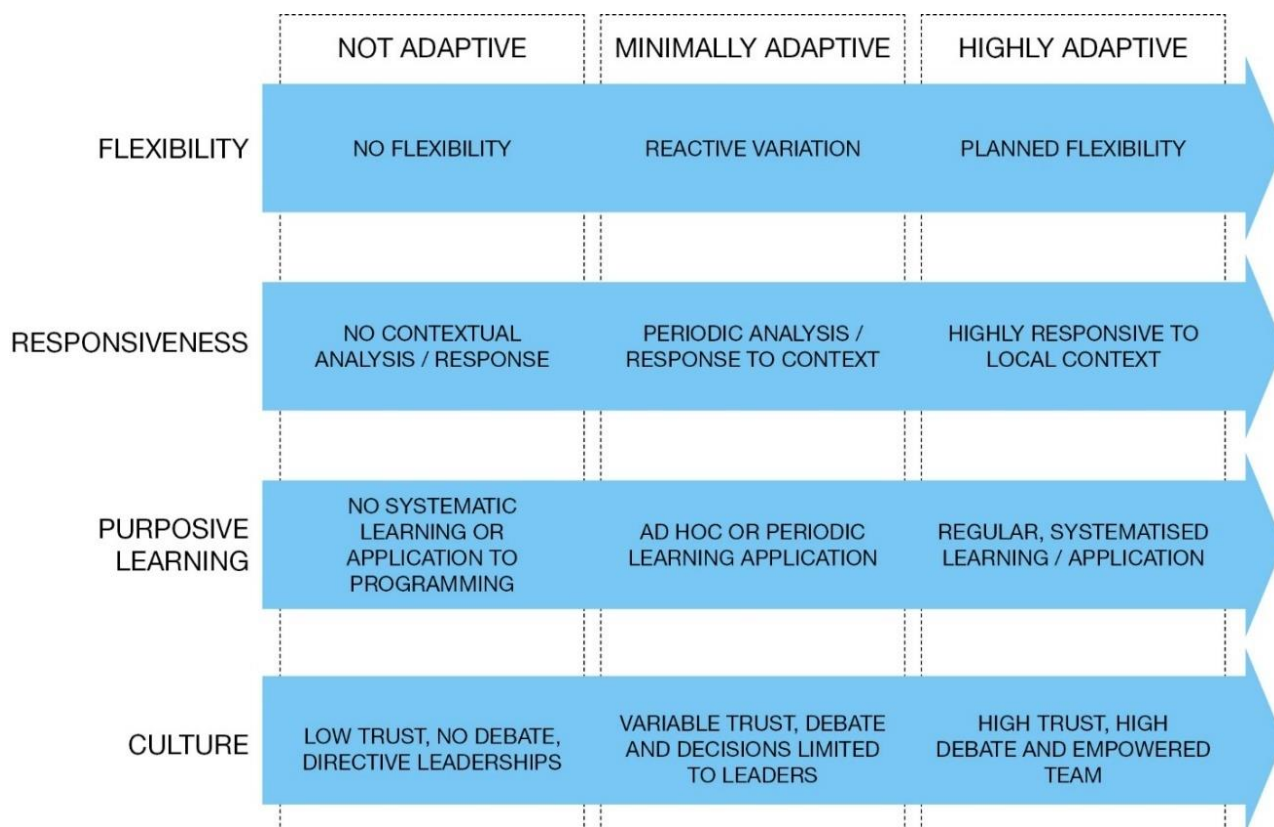 NOT ADAPTIVE
MINIMALLY ADAPTIVE
HIGHLY ADAPTIVE
FLEXIBILITY
NO FLEXIBILITY
REACTIVE VARIATION
PLANNED FLEXIBILITY
RESPONSIVENESS
NO CONTEXTUAL
ANALYSIS / RESPONSE
PERIODIC ANALYSIS /
RESPONSE TO CONTEXT
HIGHLY RESPONSIVE TO
LOCAL CONTEXT
PURPOSIVE
LEARNING
NO SYSTEMATIC
LEARNING OR
APPLICATION TO
PROGRAMMING
AD HOC OR PERIODIC
LEARNING APPLICATION
REGULAR, SYSTEMATISED
LEARNING / APPLICATION
CULTURE
LOW TRUST, NO DEBATE,
DIRECTIVE LEADERSHIPS
VARIABLE TRUST, DEBATE
AND DECISIONS LIMITED
TO LEADERS
HIGH TRUST, HIGH
DEBATE AND EMPOWERED
TEAM